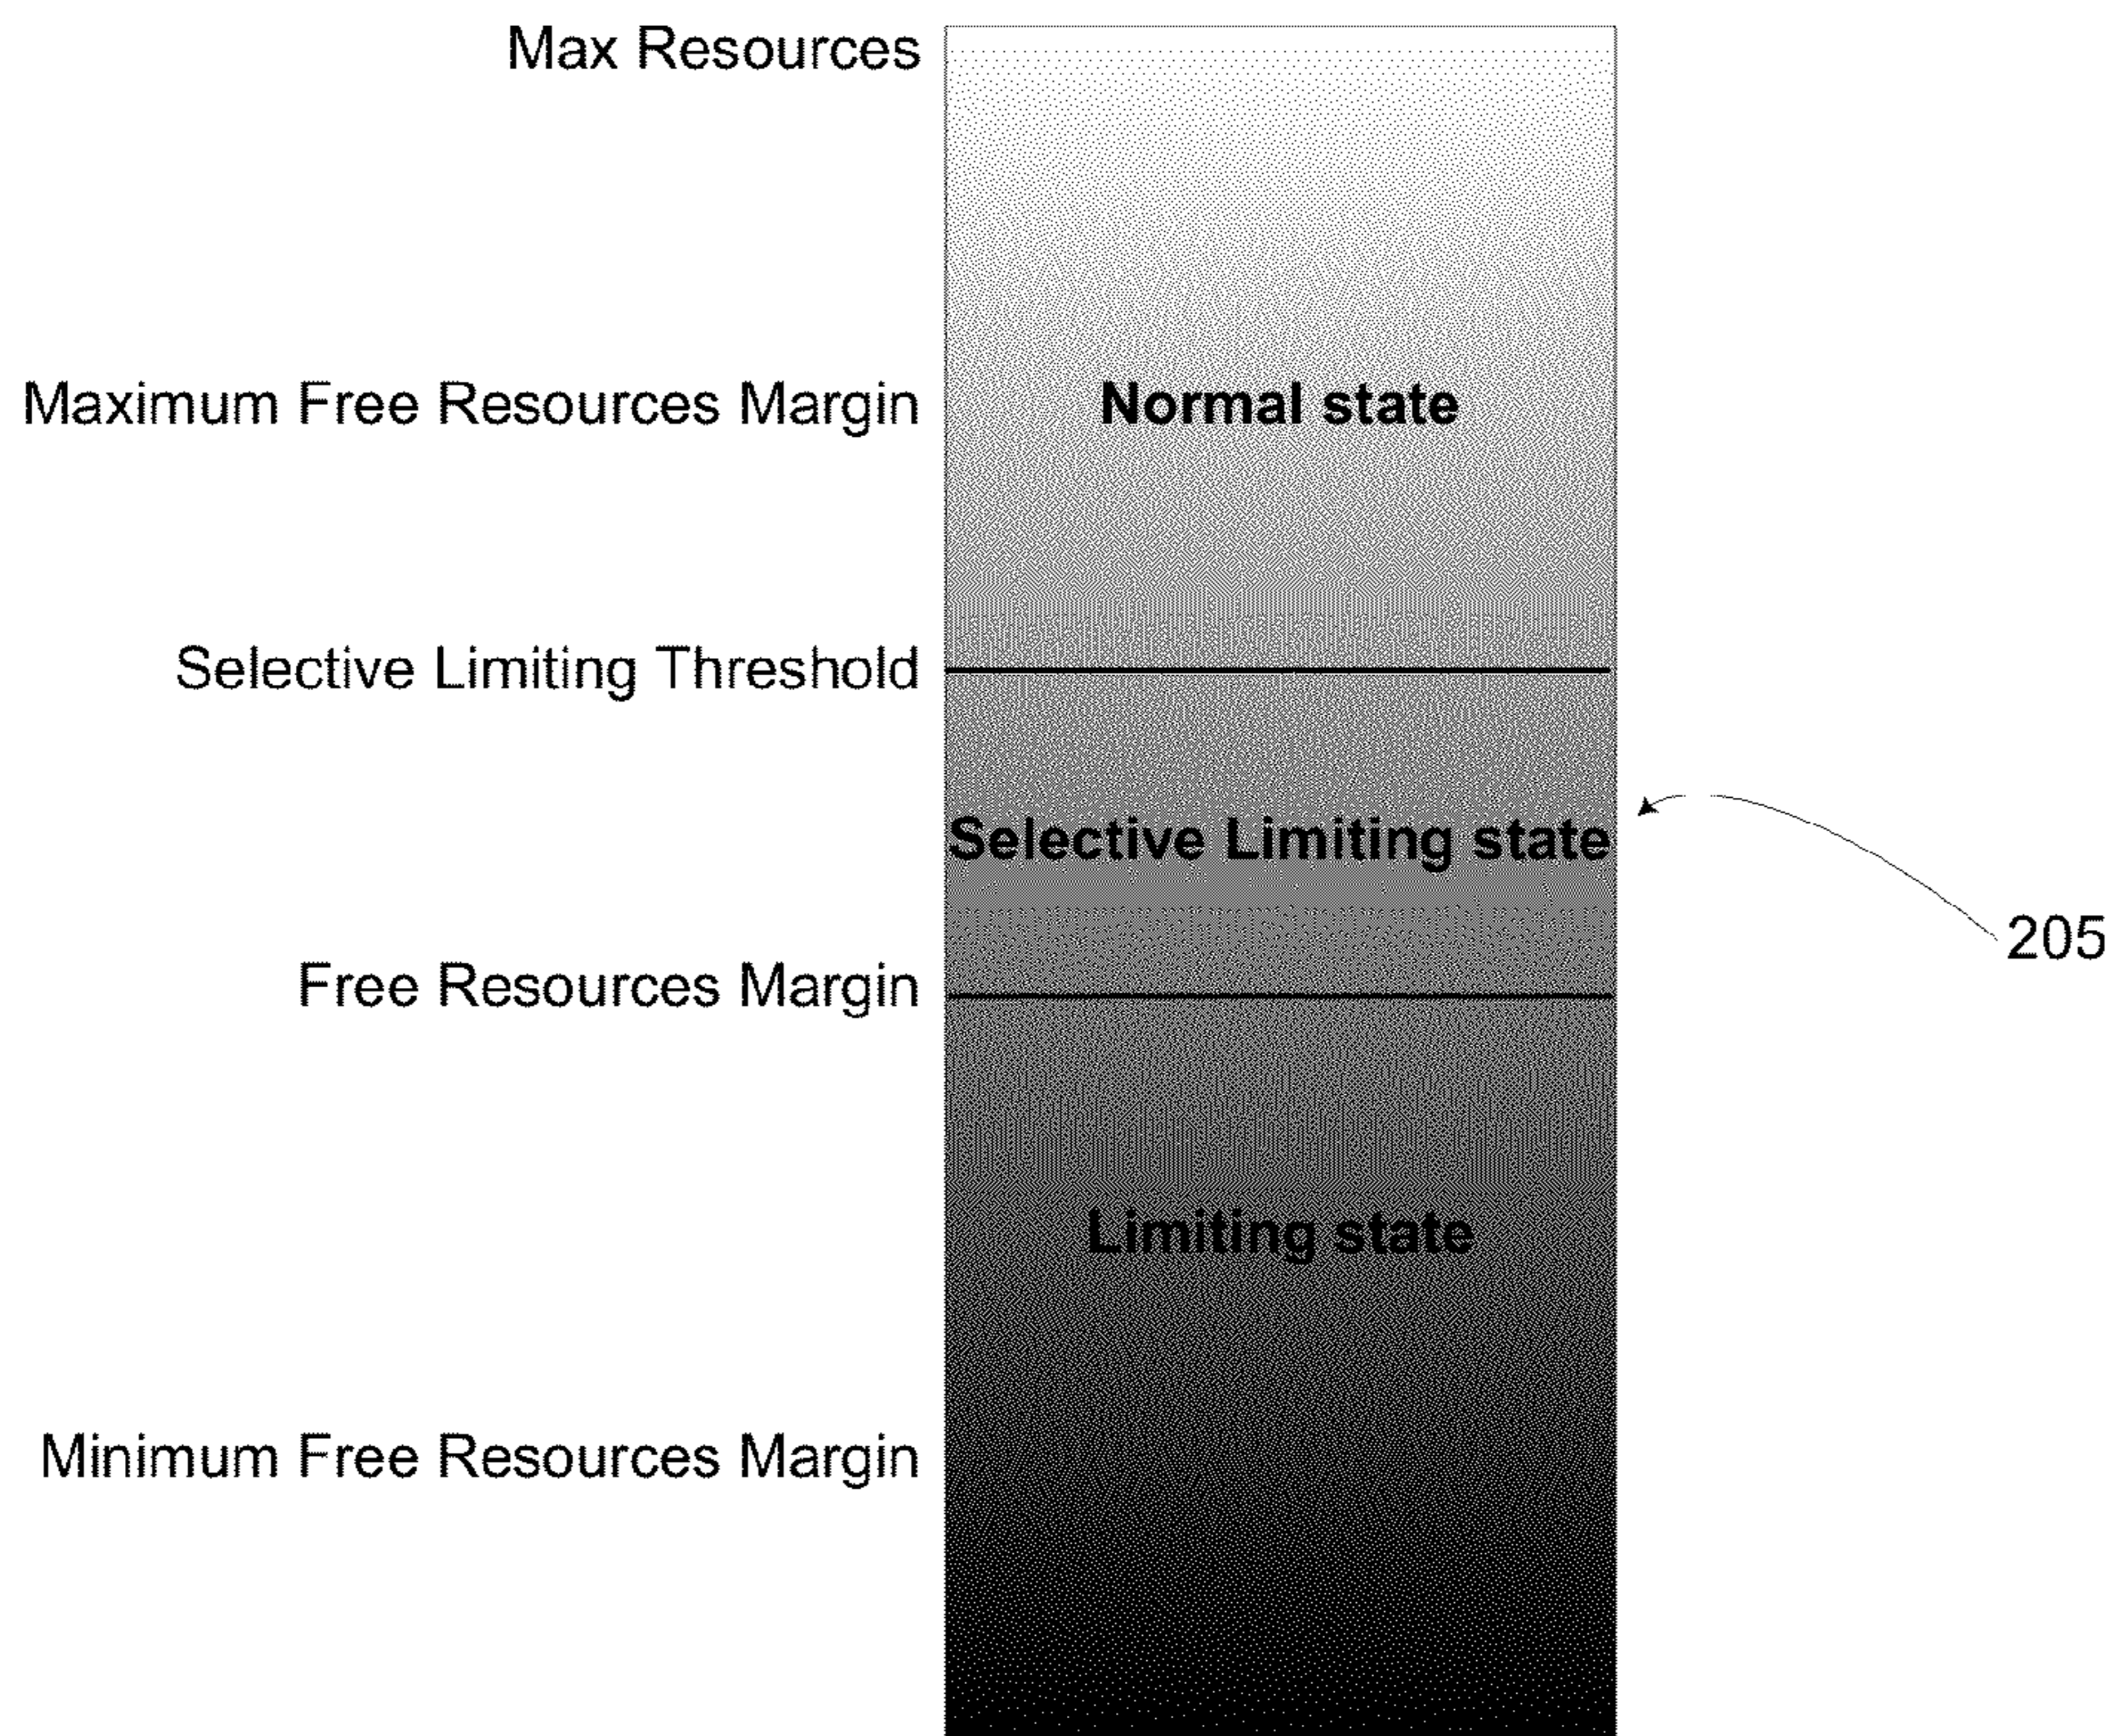 Max Resources
Maximum Free Resources Margin
Normal state
Selective Limiting Threshold
Selective Limiting state
205
Free Resources Margin
Limiting state
Minimum Free Resources Margin